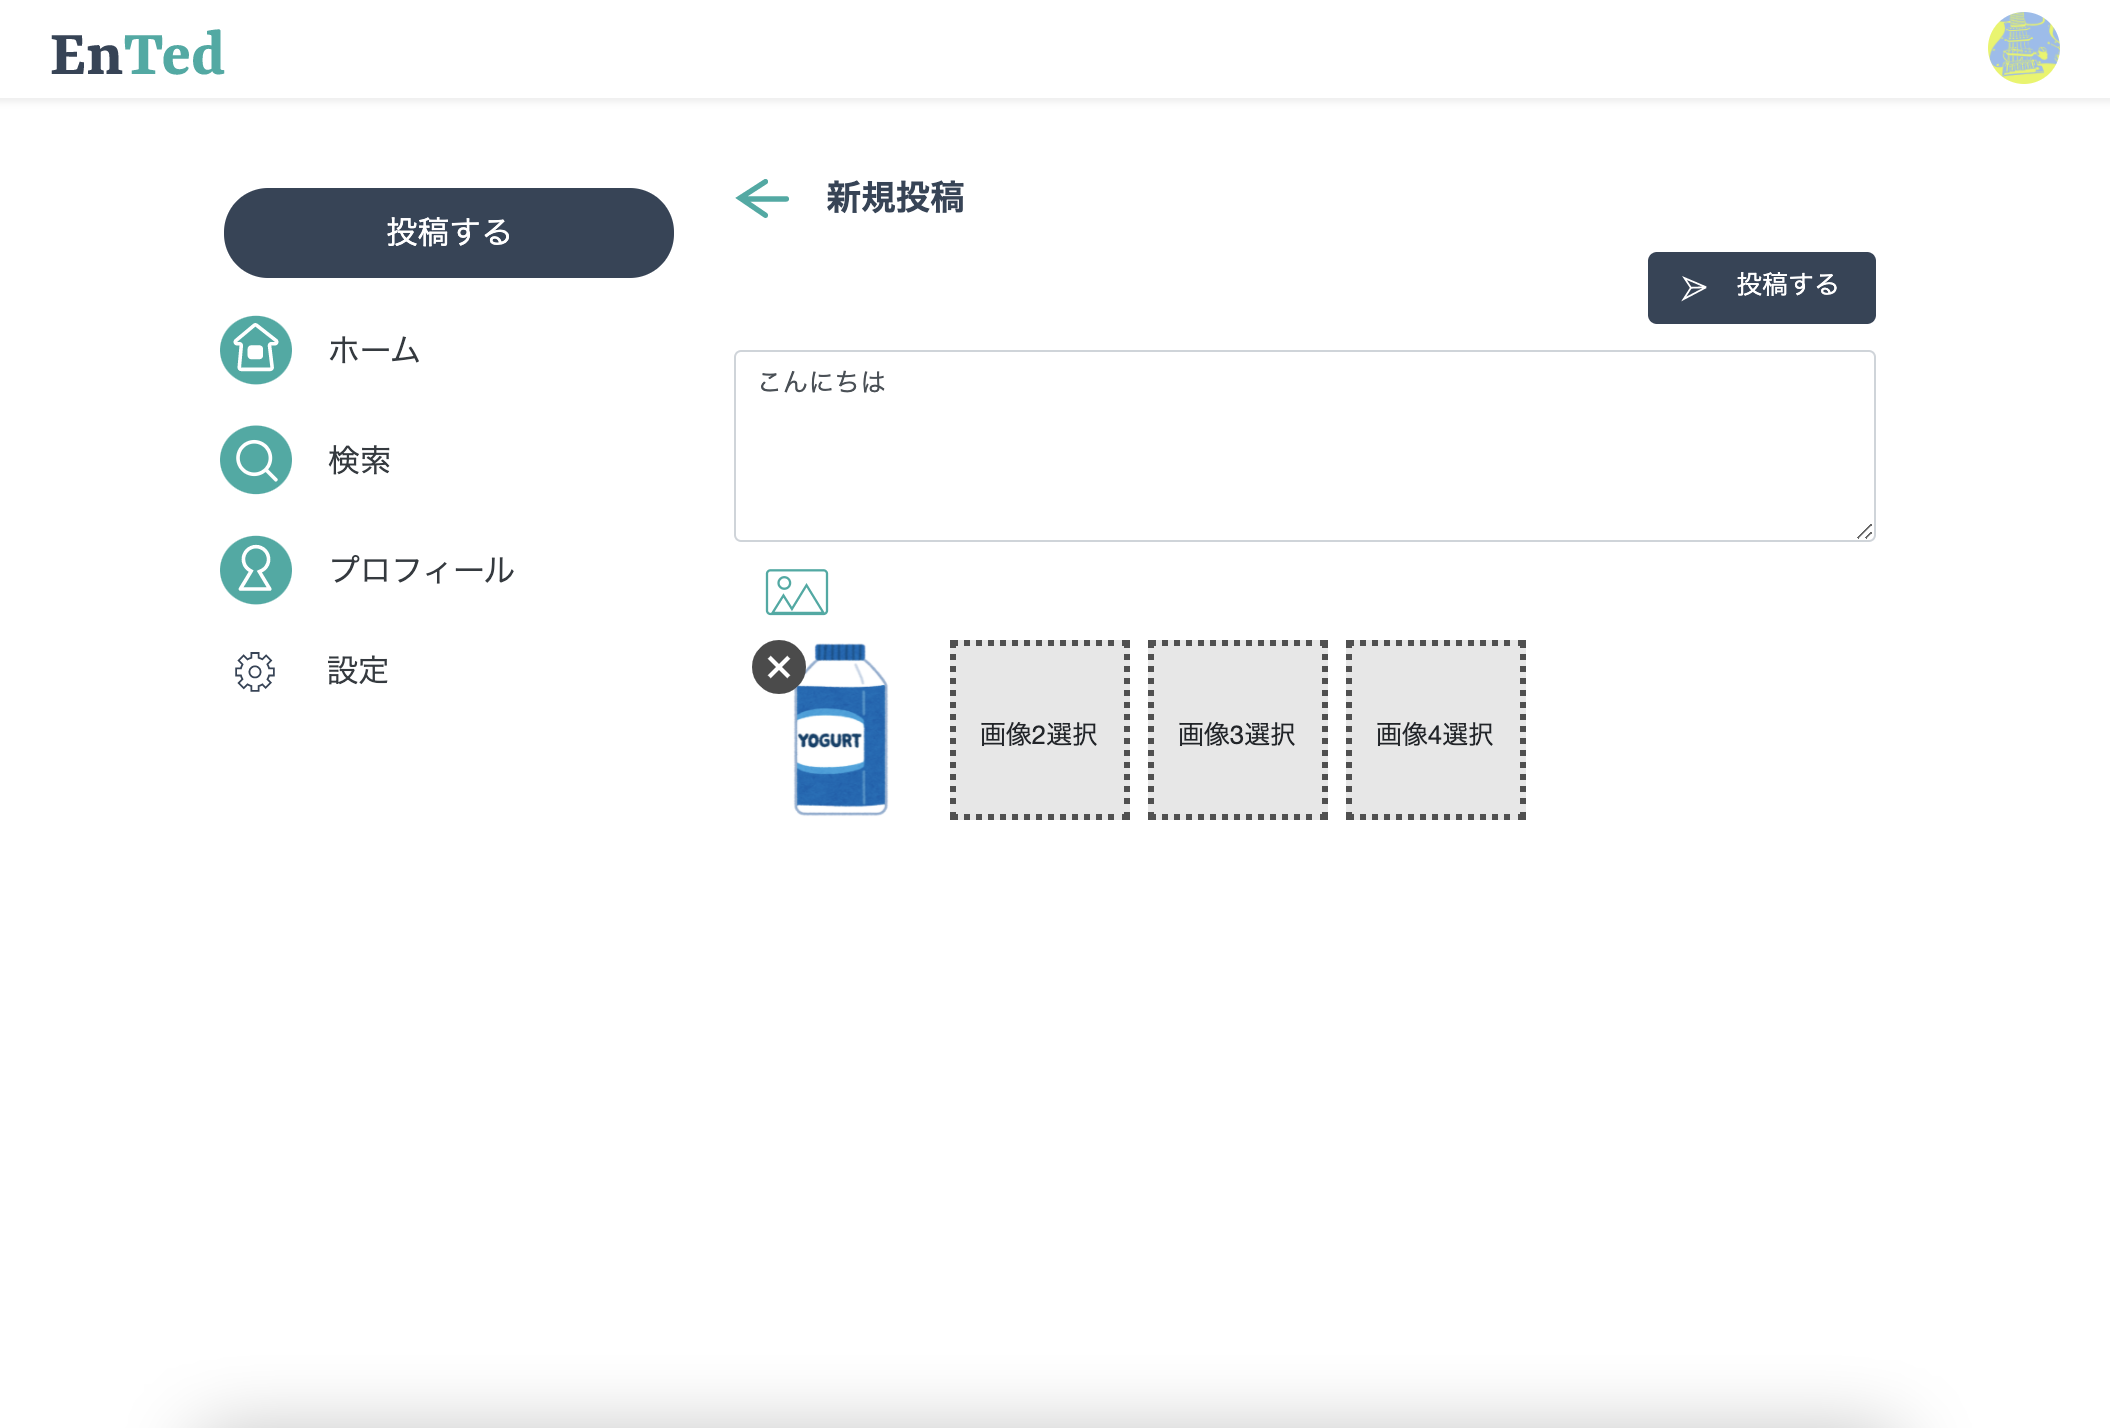 EnTed
投稿する
ホーム
検索
プロフィール
設定
新規投稿
投稿する
こんにちは
YOGURT
画像2選択
画像3選択
画像4選択